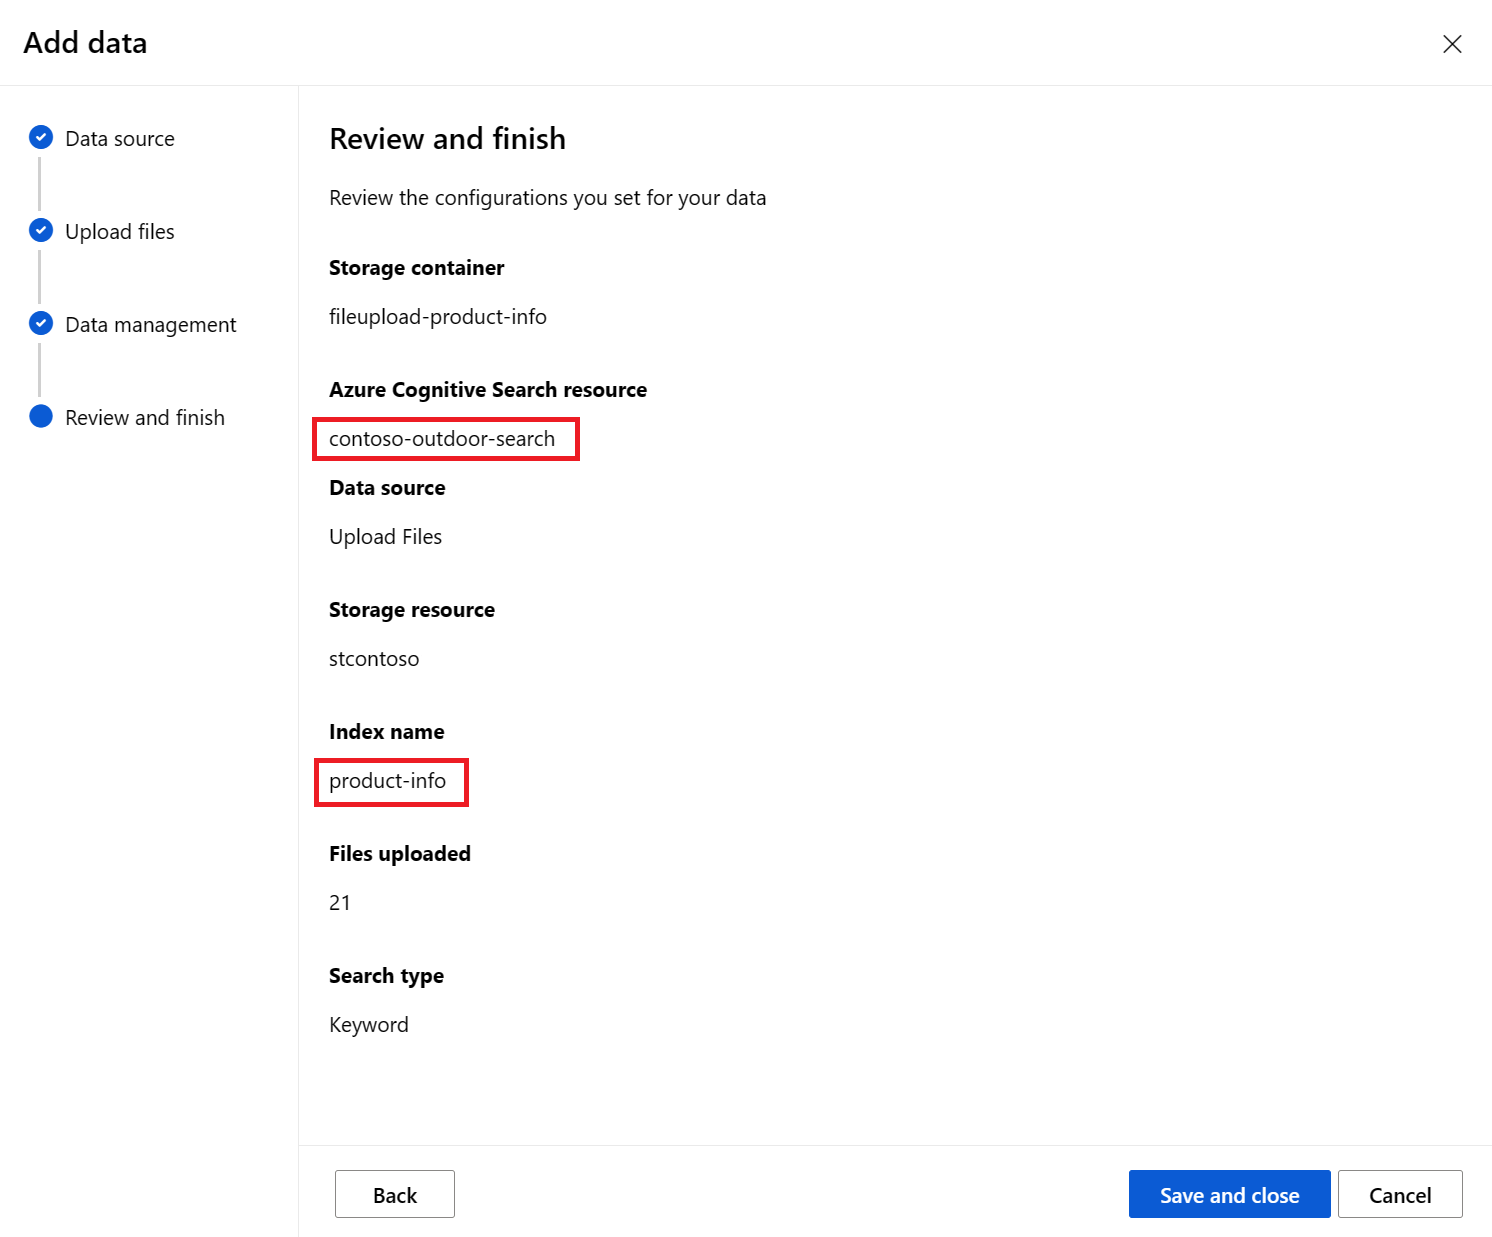 Add data
Data source
Upload files
Data management
Review and finish
Review and finish
Review the configurations you set for your data
Storage container
fileupload-product-info
Azure Cognitive Search resource
contoso-outdoor-search
Data source
Upload Files
Storage resource
stcontoso
Index name
product-info
Files uploaded
21
Search type
Keyword
Back
Save and close
Cancel